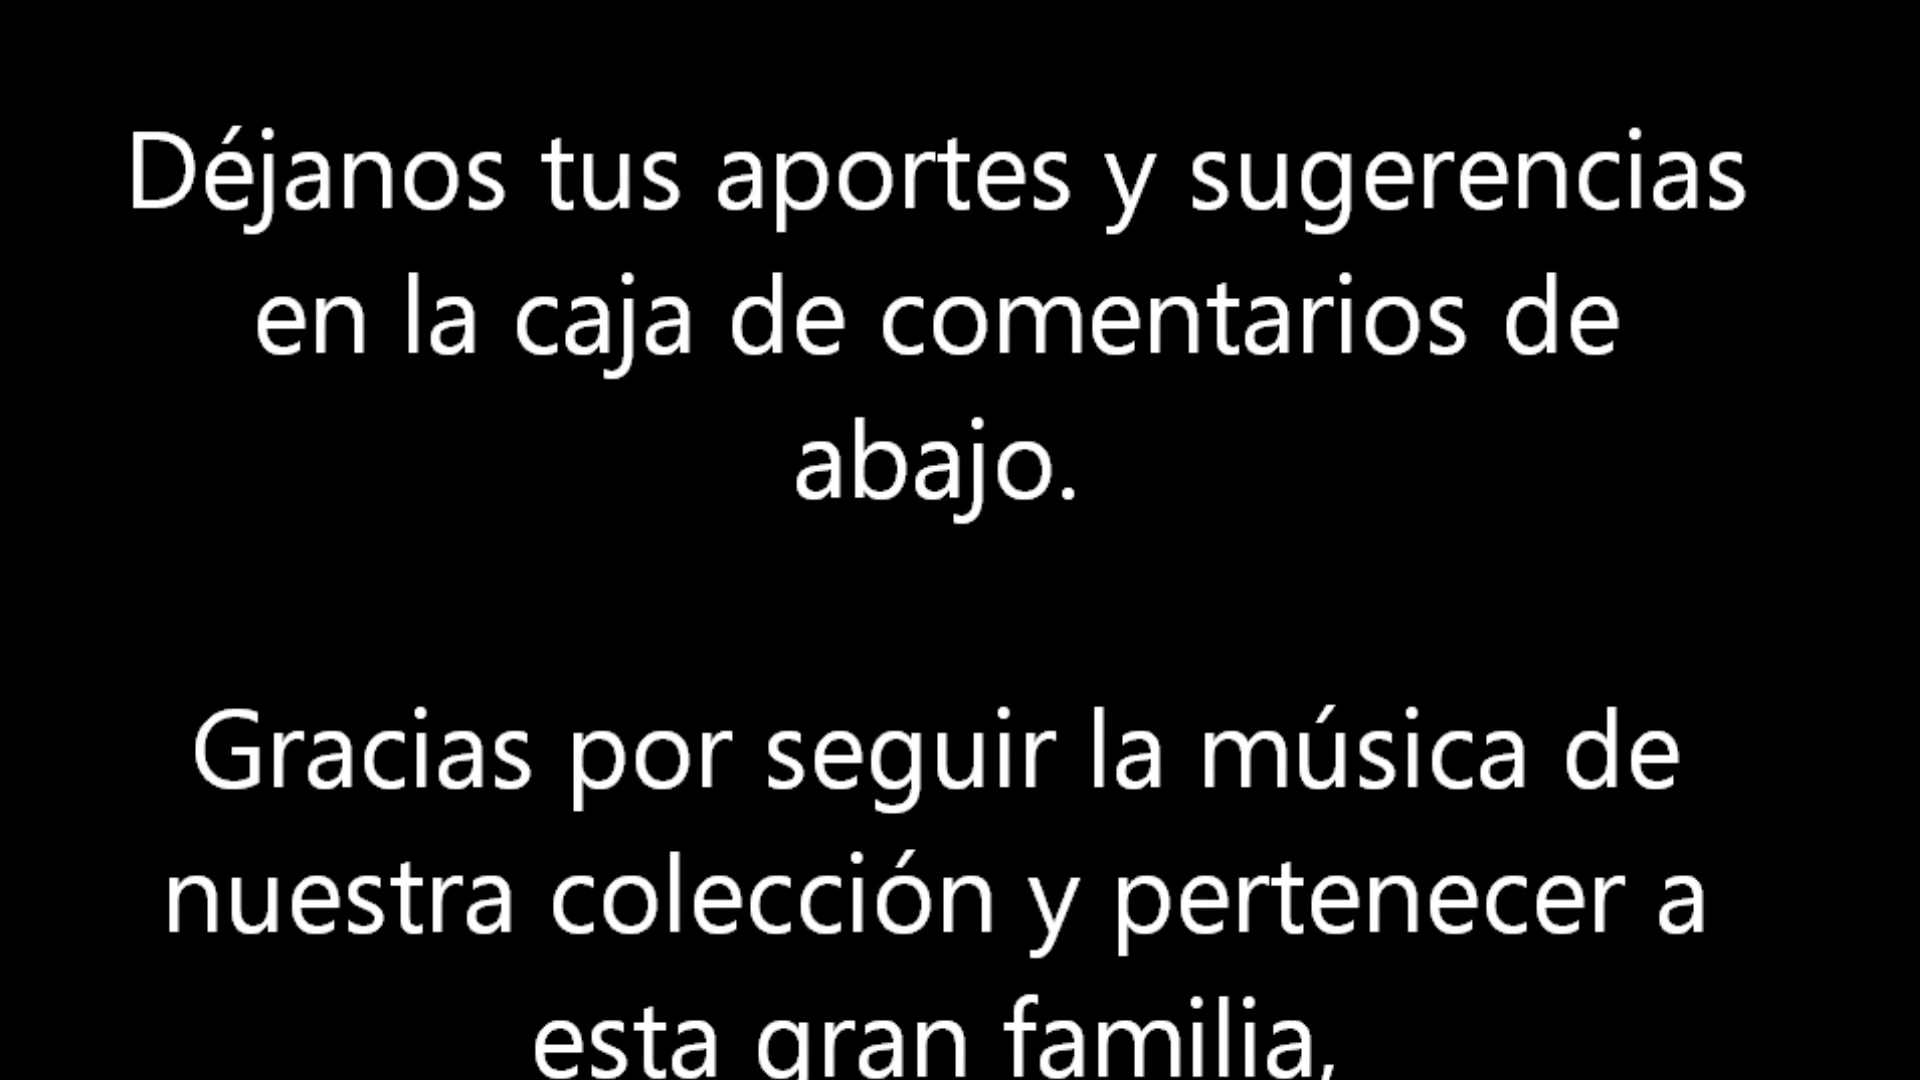 Déjanos tus aportes y sugerencias
en la caja de comentarios de
abajo.
Gracias por seguir la música de
nuestra colección y pertenecer a
esta gran familia,